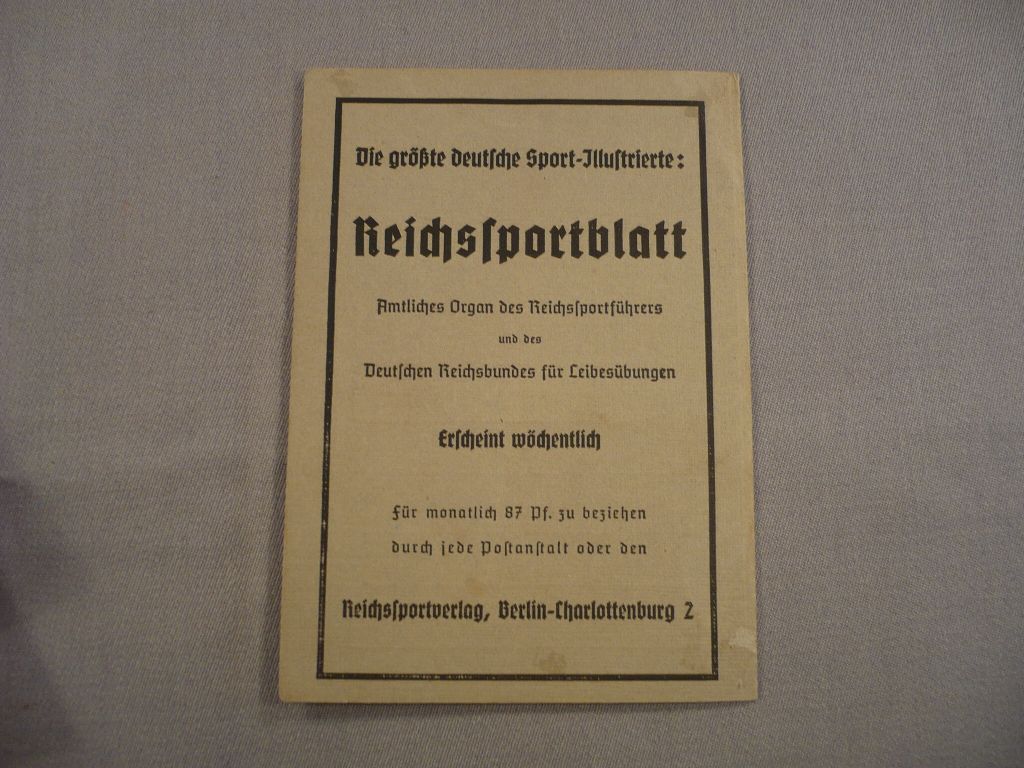 Die größte deutsche Sport-Illustrierte:
Reichssportblatt
Amtliches Organ des Reichssportführers
und des
Deutschen Reichsbundes für Leibesübungen
Erscheint wöchentlich
Für monatlich 87 Pf. zu beziehen
durch jede Postanstalt oder den
Reichssportverlag, Berlin-Charlottenburg 2